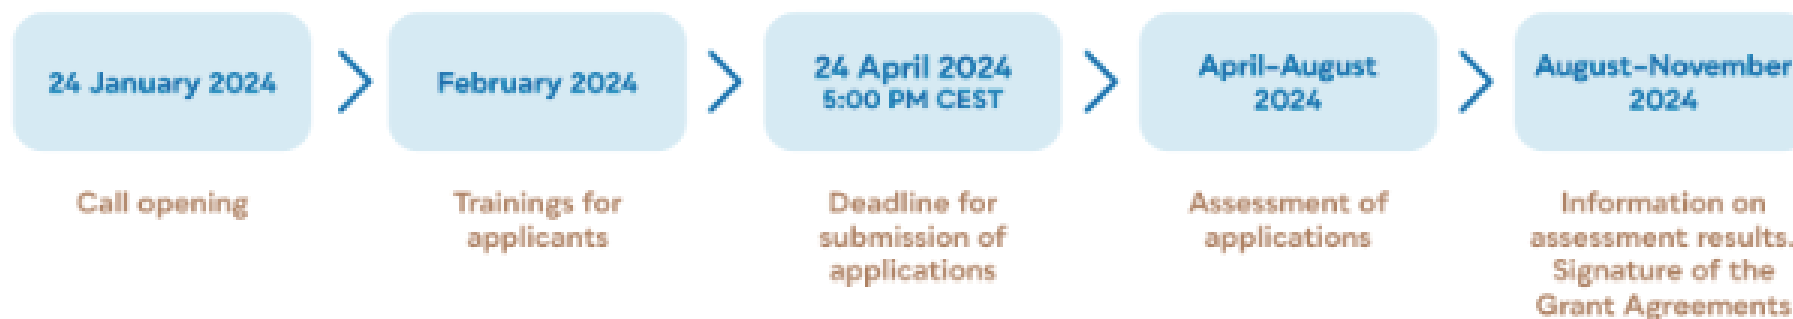 24 January 2024
Call opening
February 2024
Trainings for
applicants
24 April 2024
5:00 PM CEST
Deadline for
submission of
applications
April–August
2024
Assessment of
applications
August–November
2024
Information on
assessment results.
Signature of the
Grant Agreements